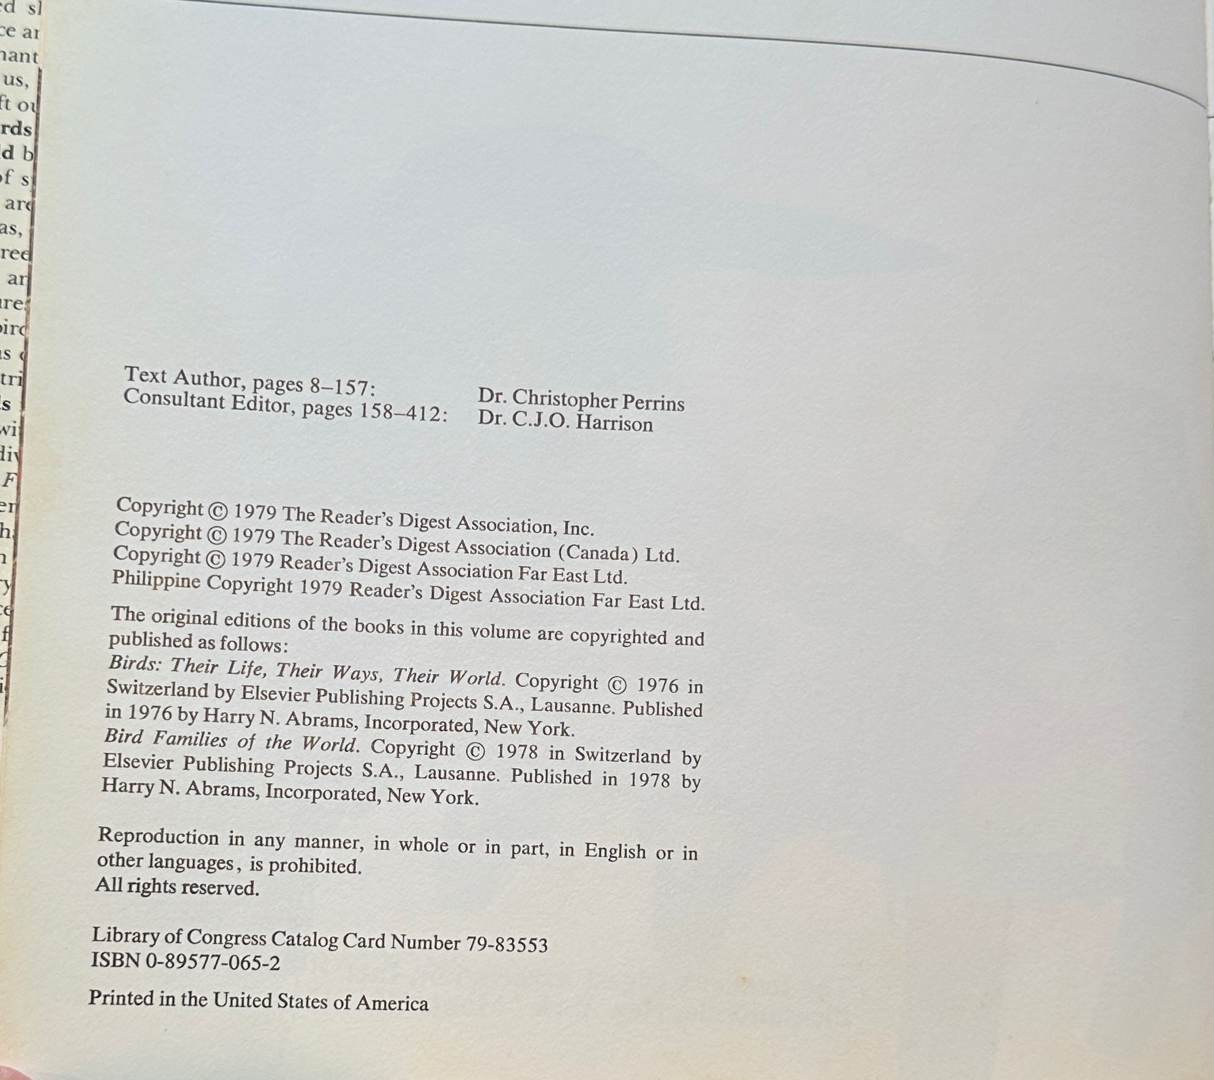 us,
Text Author, pages 8–157:
Dr. Christopher Perrins
Consultant Editor, pages 158–412:
Dr. C.J.O. Harrison
Copyright © 1979 The Reader's Digest Association, Inc.
Copyright © 1979 The Reader's Digest Association (Canada) Ltd.
Copyright © 1979 Reader's Digest Association Far East Ltd.
Philippine Copyright 1979 Reader's Digest Association Far East Ltd.
The original editions of the books in this volume are copyrighted and
published as follows:
Birds: Their Life, Their Ways, Their World. Copyright © 1976 in
Switzerland by Elsevier Publishing Projects S.A., Lausanne. Published
in 1976 by Harry N. Abrams, Incorporated, New York.
Bird Families of the World. Copyright © 1978 in Switzerland by
Elsevier Publishing Projects S.A., Lausanne. Published in 1978 by
Harry N. Abrams, Incorporated, New York.
Reproduction in any manner, in whole or in part, in English or in
other languages, is prohibited.
All rights reserved.
Library of Congress Catalog Card Number 79-83553
ISBN 0-89577-065-2
Printed in the United States of America